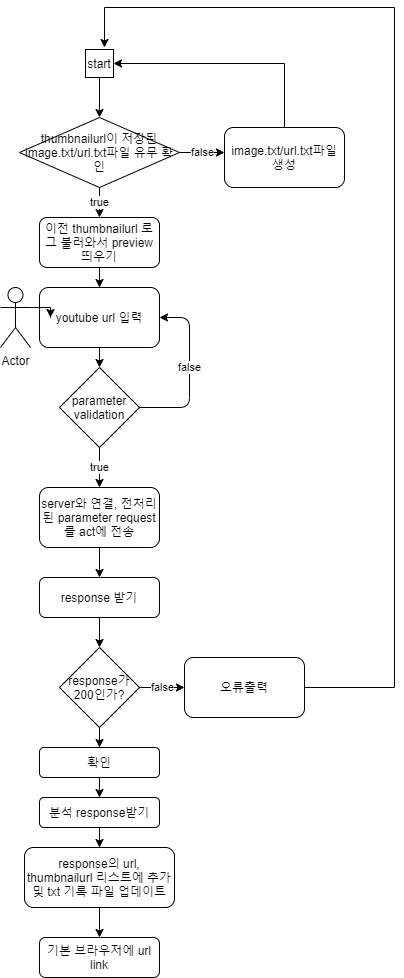 start
thumbnailurl이 저장된
image.txt/url.txt파일 유무 확
인
false
image.txt/url.txt파일
생성
true
이전 thumbnailurl 로
그 불러와서 preview
띄우기
youtube url 입력
Actor
false
parameter
validation
true
server와 연결, 전처리
된 parameter request
를 act에 전송
response 받기
response가
200인가?
false
오류출력
확인
분석 response받기
response의 url,
thumbnailurl 리스트에 추가
및 txt 기록 파일 업데이트
기본 브라우저에 url
link